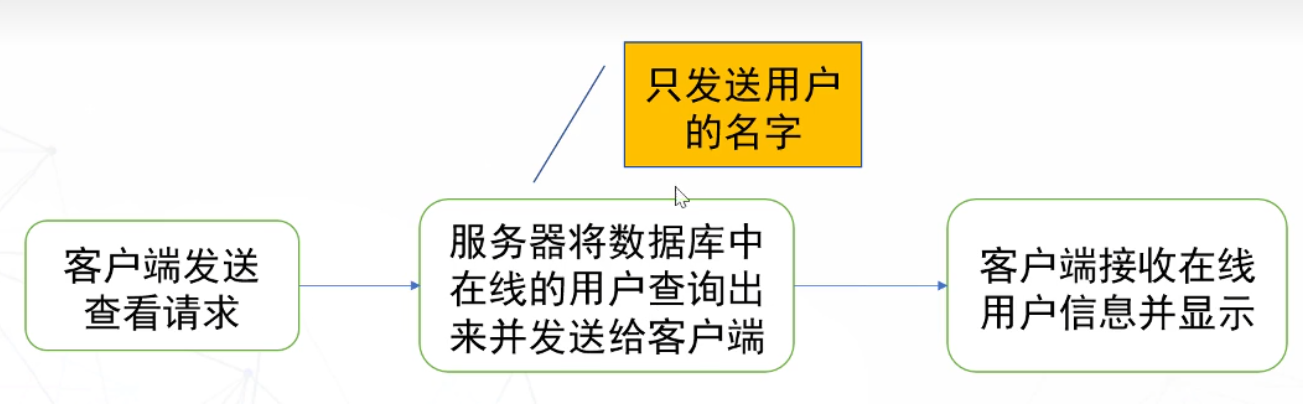 只发送用户
的名字
客户端发送
查看请求
服务器将数据库中
在线的用户查询出
来并发送给客户端
客户端接收在线
用户信息并显示